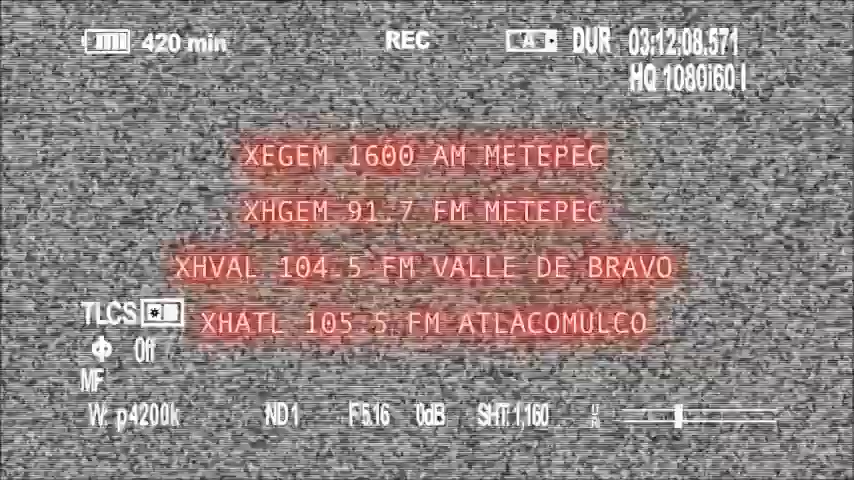 420 min REC A DUR 03:12:08.571
HQ 1080i60 I
XEGEM 1600 AM METEPEC
XHGEM 91.7 FM METEPEC
XHVAL 104.5 FM VALLE DE BRAVO
XHATL 105.5 FM ATLACOMULCO
TLCS
Off
MF
W: p4200k ND1 F5.16 0dB SHT:1,160